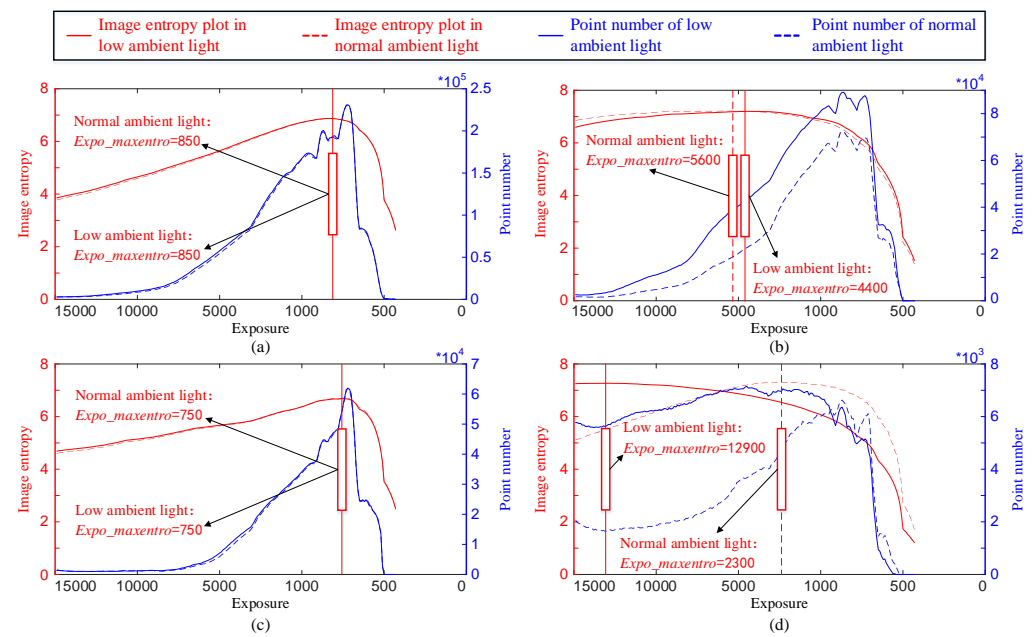 Image entropy plot in
low ambient light
Image entropy plot in
normal ambient light
Point number of low
ambient light
Point number of normal
ambient light
*10^5
8
6
4
2
0
Image entropy
Normal ambient light:
Expo_maxentro=850
Low ambient light:
Expo_maxentro=850
2.5
2
1.5
1
0.5
0
Point number
15000 10000 5000 1000 500 0
Exposure
(a)
*10^4
8
6
4
2
0
Image entropy
Normal ambient light:
Expo_maxentro=5600
Low ambient light:
Expo_maxentro=4400
10
8
6
4
2
0
Point number
15000 10000 5000 1000 500 0
Exposure
(b)
*10^4
8
6
4
2
0
Image entropy
Normal ambient light:
Expo_maxentro=750
Low ambient light:
Expo_maxentro=750
7
6
5
4
3
2
1
0
Point number
15000 10000 5000 1000 500 0
Exposure
(c)
*10^3
8
6
4
2
0
Image entropy
Low ambient light:
Expo_maxentro=12900
Normal ambient light:
Expo_maxentro=2300
8
6
4
2
0
Point number
15000 10000 5000 1000 500 0
Exposure
(d)